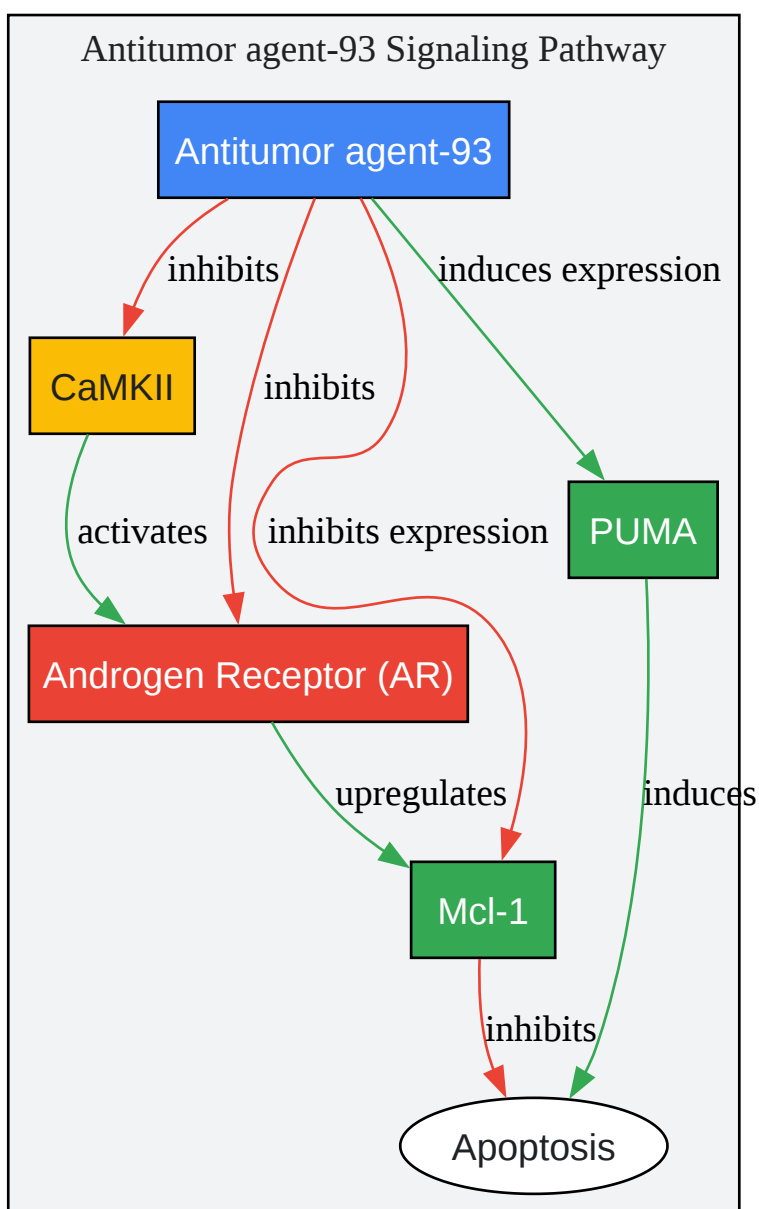 Antitumor agent-93 Signaling Pathway
Antitumor agent-93
inhibits
induces expression
CaMKII
inhibits
activates
inhibits expression
PUMA
Androgen Receptor (AR)
upregulates
induces
Mcl-1
inhibits
Apoptosis